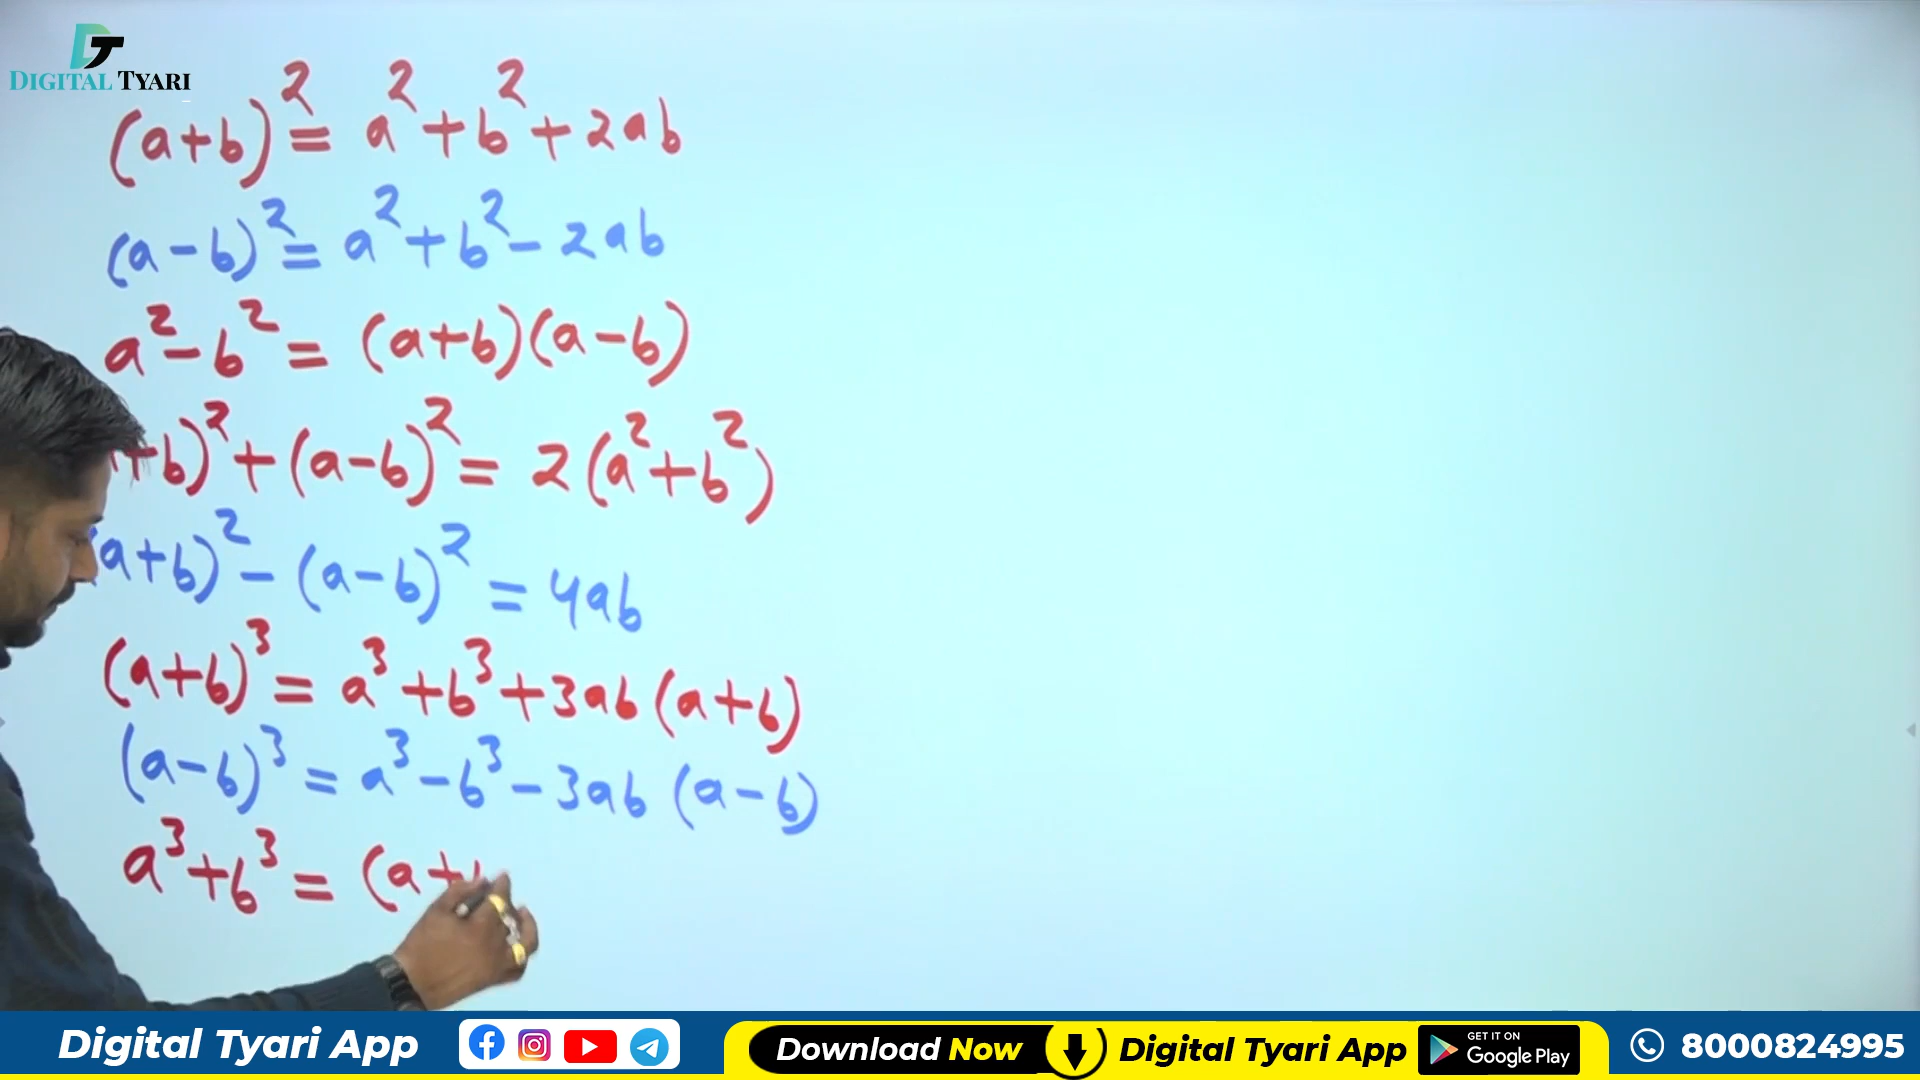 DIGITAL TYARI
(a+b)² = a² + b² + 2ab
(a-b)² = a² + b² - 2ab
a² - b² = (a+b)(a-b)
+b)² + (a-b)² = 2(a²+b²)
(a+b)² - (a-b)² = 4ab
(a+b)³ = a³ + b³ + 3ab (a+b)
(a-b)³ = a³ - b³ - 3ab (a-b)
a³ + b³ = (a+
Digital Tyari App
Download Now
Digital Tyari App
GET IT ON
Google Play
8000824995